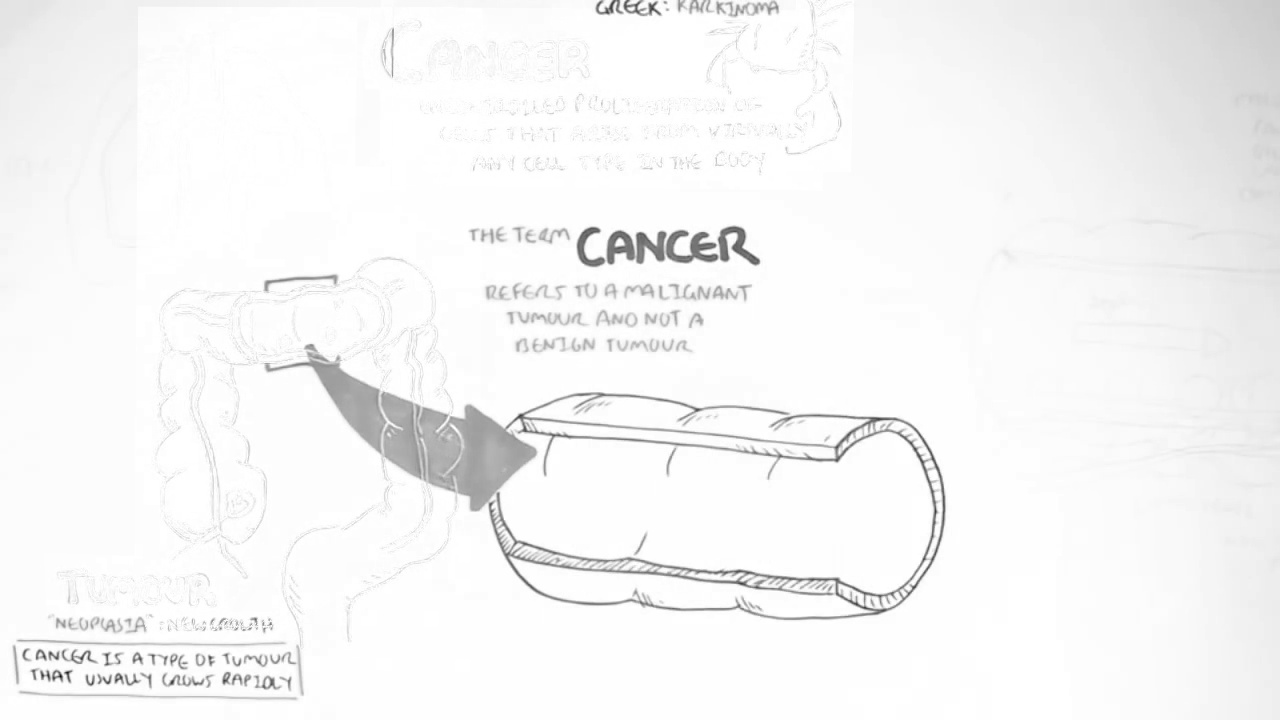 GREEK: KARKINOMA
CANCER
UNCONTROLLED PROLIFERATION OF
CELLS THAT ARISE FROM VIRTUALLY
ANY CELL TYPE IN THE BODY
THE TERM CANCER
REFERS TO A MALIGNANT
TUMOUR AND NOT A
BENIGN TUMOUR
TUMOUR
"NEOPLASIA": NEW GROWTH
CANCER IS A TYPE OF TUMOUR
THAT USUALLY GROWS RAPIDLY